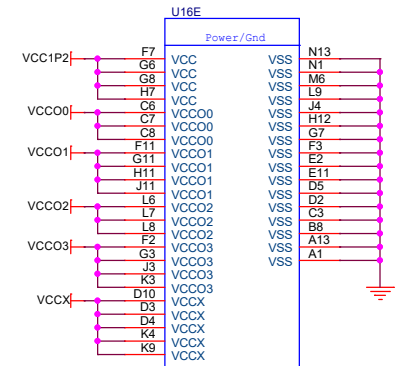 U16E
Power/Gnd
VCC1P2 F7 VCC VSS N13
G6 VCC VSS N1
G8 VCC VSS M6
H7 VCC VSS L9
VCCO0 C6 VCCO0 VSS J4
C7 VCCO0 VSS H12
C8 VCCO0 VSS G7
VCCO1 F11 VCCO1 VSS F3
G11 VCCO1 VSS E2
H11 VCCO1 VSS E11
J11 VCCO1 VSS D5
VCCO2 L6 VCCO2 VSS D2
L7 VCCO2 VSS C3
L8 VCCO2 VSS B8
VCCO3 F2 VCCO3 VSS A13
G3 VCCO3 VSS A1
J3 VCCO3
K3 VCCO3
VCCX D10 VCCX
D3 VCCX
D4 VCCX
K4 VCCX
K9 VCCX